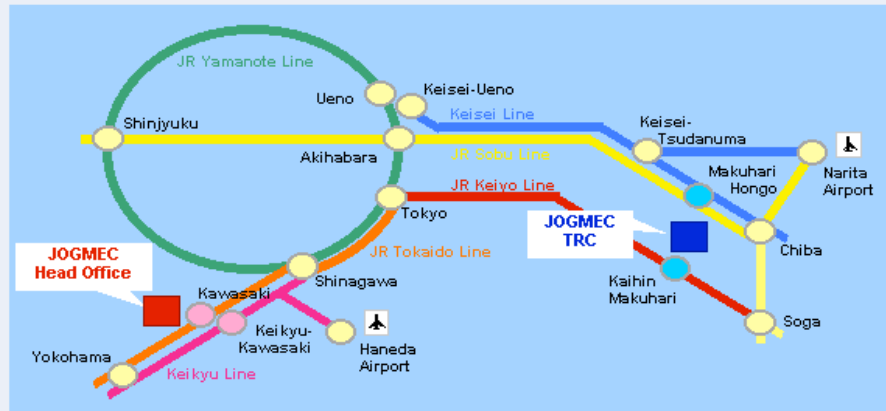 JR Yamanote Line
Ueno
Keisei-Ueno
Keisei Line
Keisei-
Tsudanuma
Shinjyuku
Akihabara
JR Sobu Line
Makuhari
Hongo
Narita
Airport
JR Keiyo Line
Tokyo
JOGMEC
TRC
Chiba
JOGMEC
Head Office
JR Tokaido Line
Shinagawa
Kaihin
Makuhari
Kawasaki
Soga
Keikyu-
Kawasaki
Haneda
Airport
Yokohama
Keikyu Line